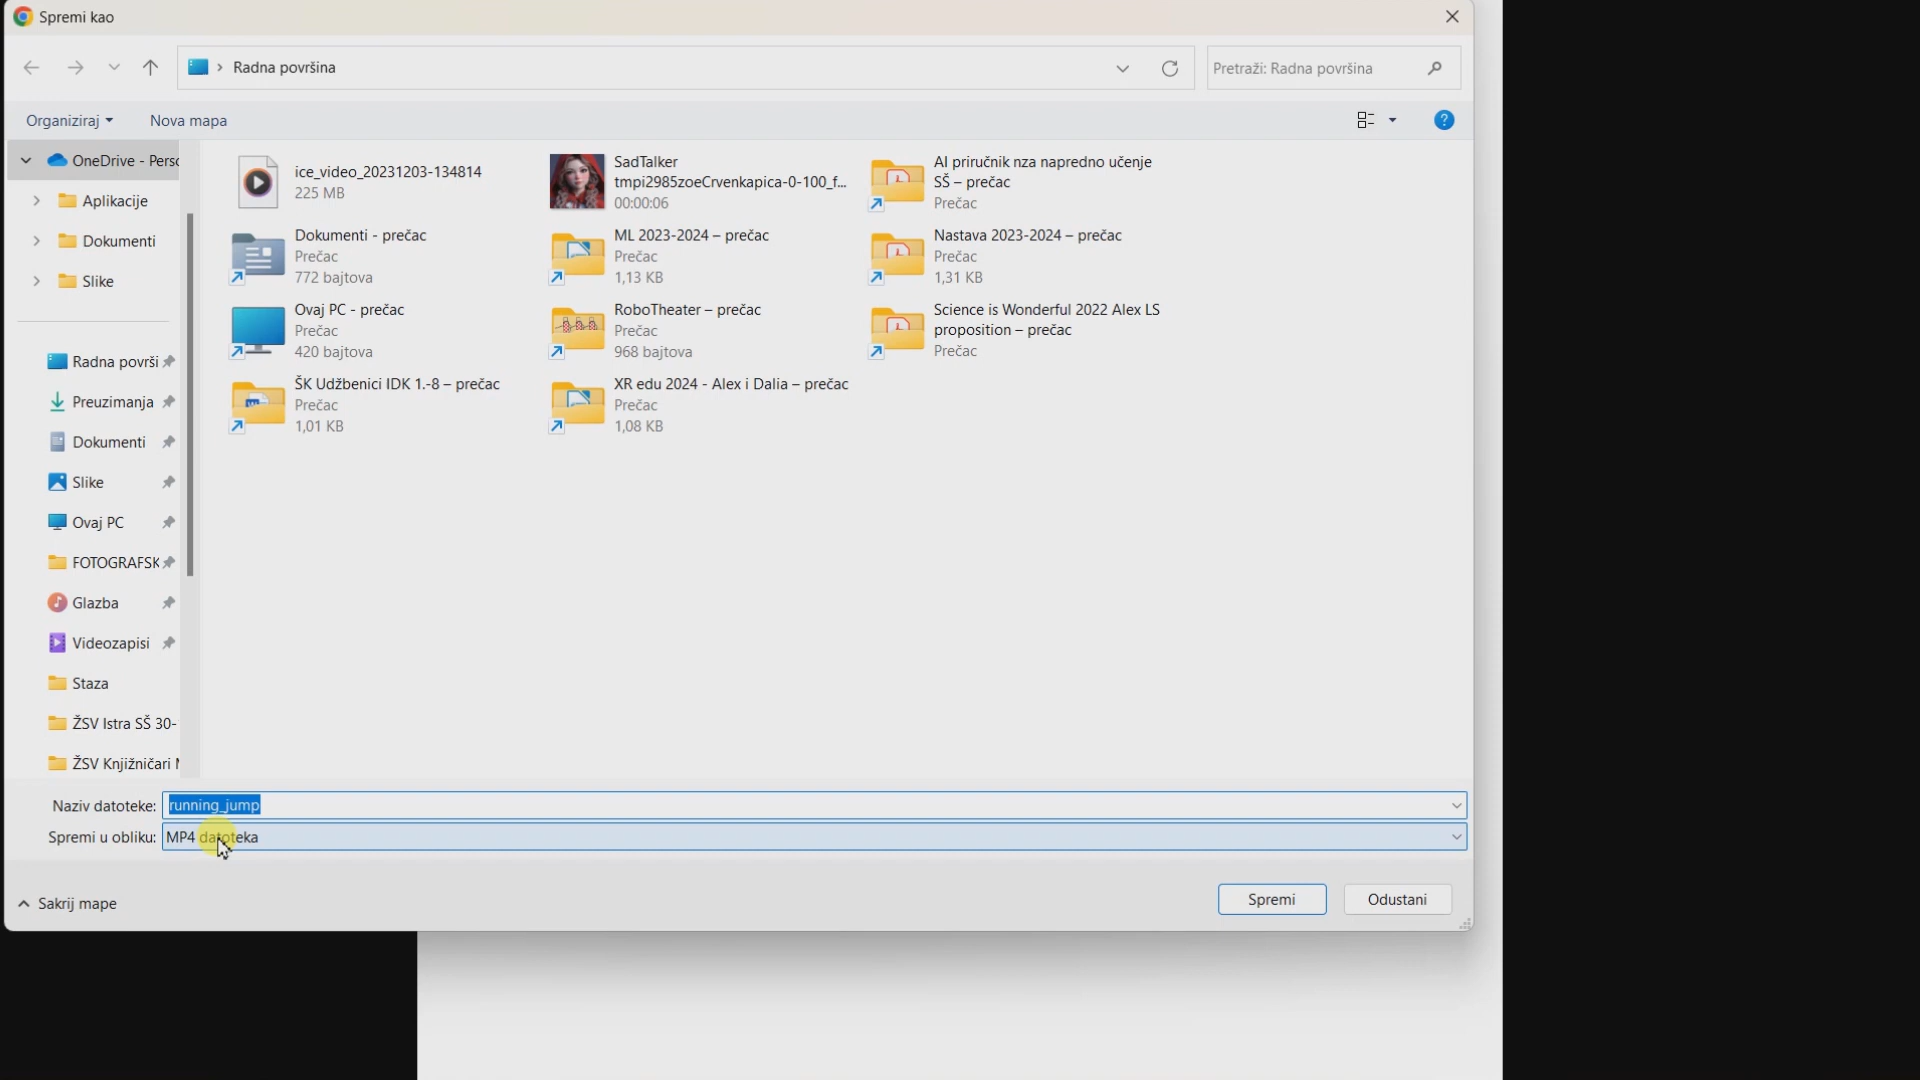 Spremi kao
Radna površina
Pretraži: Radna površina
Organiziraj
Nova mapa
OneDrive - Perso
Aplikacije
Dokumenti
Slike
Radna površi
Preuzimanja
Dokumenti
Slike
Ovaj PC
FOTOGRAFSK
Glazba
Videozapisi
Staza
ŽSV Istra SŠ 30-
ŽSV Knjižničari
ice_video_20231203-134814
225 MB
SadTalker
tmpi2985zoeCrvenkapica-0-100_f...
00:00:06
AI priručnik nza napredno učenje
SŠ – prečac
Prečac
Dokumenti - prečac
Prečac
772 bajtova
ML 2023-2024 – prečac
Prečac
1,13 KB
Nastava 2023-2024 – prečac
Prečac
1,31 KB
Ovaj PC - prečac
Prečac
420 bajtova
RoboTheater – prečac
Prečac
968 bajtova
Science is Wonderful 2022 Alex LS
proposition – prečac
Prečac
ŠK Udžbenici IDK 1.-8 – prečac
Prečac
1,01 KB
XR edu 2024 - Alex i Dalia – prečac
Prečac
1,08 KB
Naziv datoteke: running_jump
Spremi u obliku: MP4 datoteka
Sakrij mape
Spremi
Odustani